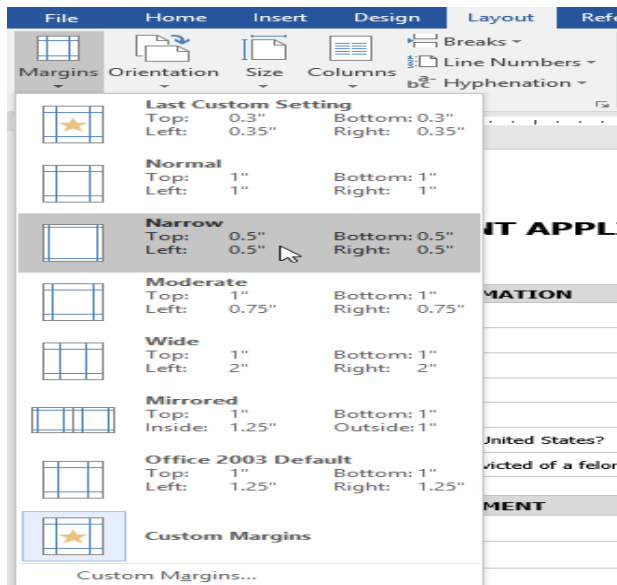 File Home Insert Design Layout Refe
Breaks
Line Numbers
Margins Orientation Size Columns
Hyphenation
Last Custom Setting
Top: 0.3" Bottom: 0.3"
Left: 0.35" Right: 0.35"
Normal
Top: 1" Bottom: 1"
Left: 1" Right: 1"
Narrow
Top: 0.5" Bottom: 0.5"
Left: 0.5" Right: 0.5"
NT APPL
Moderate
Top: 1" Bottom: 1"
Left: 0.75" Right: 0.75"
MATION
Wide
Top: 1" Bottom: 1"
Left: 2" Right: 2"
Mirrored
Top: 1" Bottom: 1"
Inside: 1.25" Outside: 1"
United States?
Office 2003 Default
Top: 1" Bottom: 1"
Left: 1.25" Right: 1.25"
victed of a felon
MENT
Custom Margins
Custom Margins...